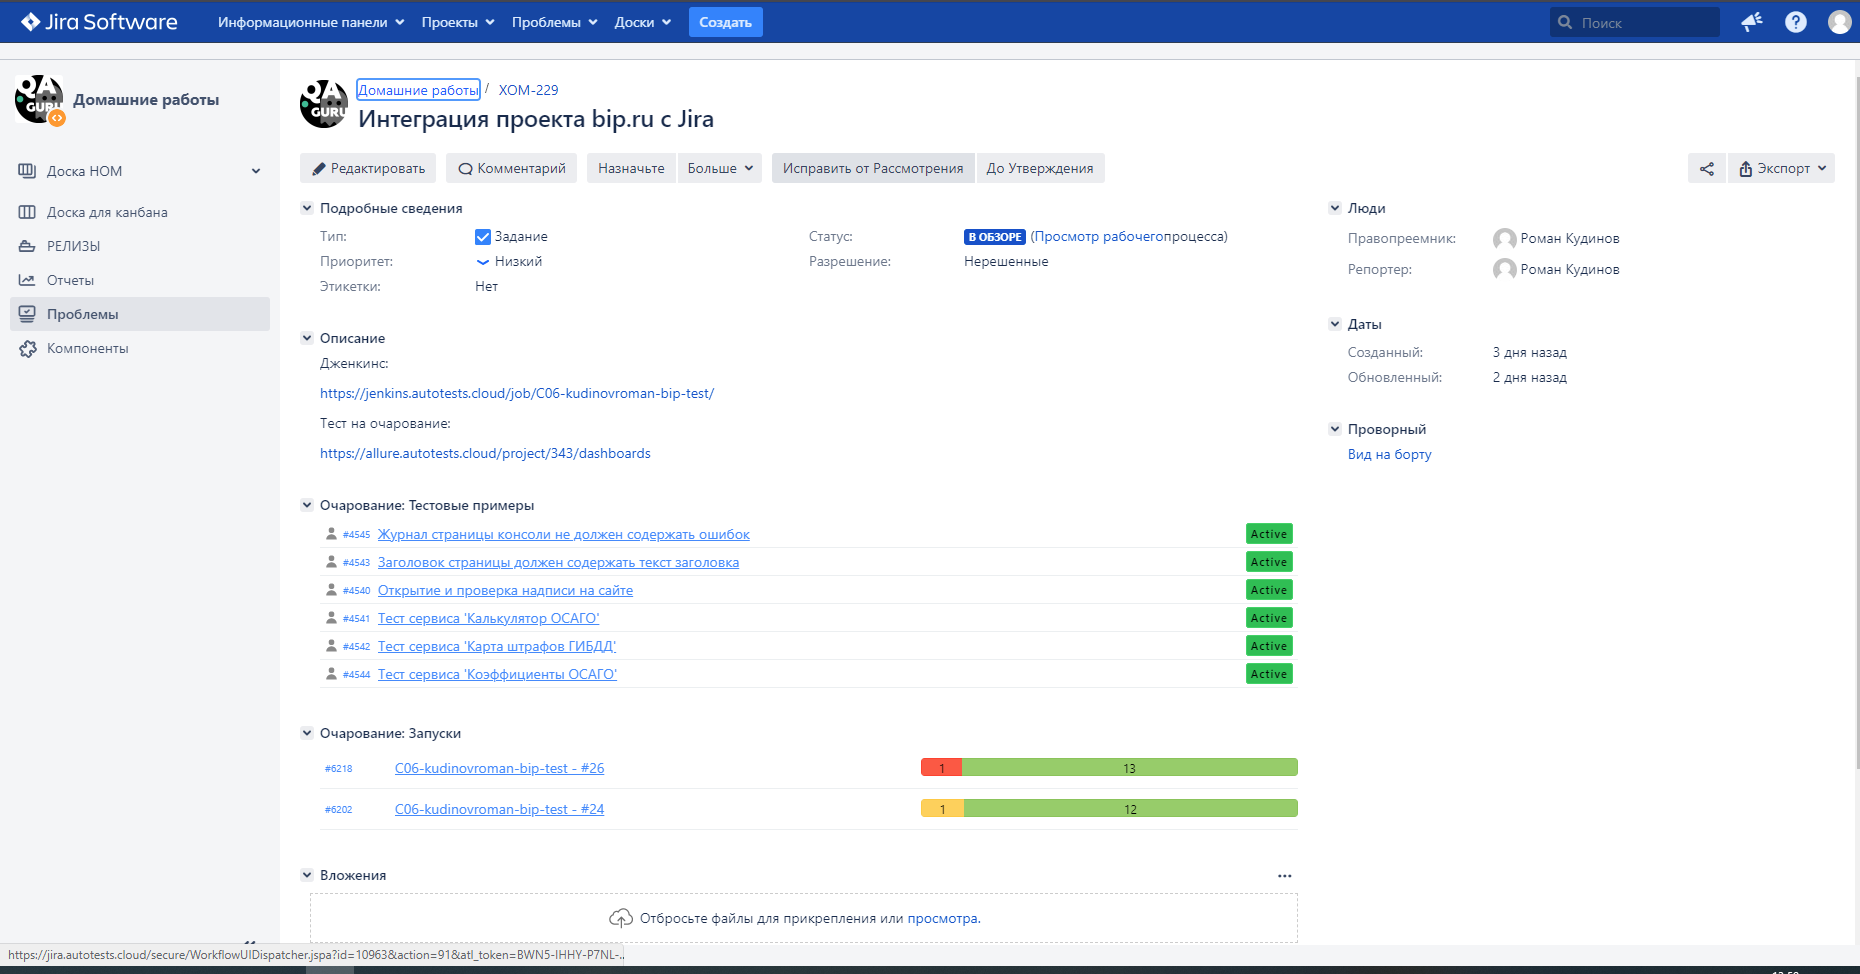 Jira Software
Информационные панели
Проекты
Проблемы
Доски
Создать
Поиск
QA GURU
Домашние работы
Доска НОМ
Доска для канбана
РЕЛИЗЫ
Отчеты
Проблемы
Компоненты
QA GURU
Домашние работы / ХОМ-229
Интеграция проекта bip.ru с Jira
Редактировать
Комментарий
Назначьте
Больше
Исправить от Рассмотрения
До Утверждения
Экспорт
Подробные сведения
Тип: Задание
Приоритет: Низкий
Этикетки: Нет
Статус: В ОБЗОРЕ (Просмотр рабочегопроцесса)
Разрешение: Нерешенные
Описание
Дженкинс:
https://jenkins.autotests.cloud/job/C06-kudinovroman-bip-test/
Тест на очарование:
https://allure.autotests.cloud/project/343/dashboards
Очарование: Тестовые примеры
#4545 Журнал страницы консоли не должен содержать ошибок Active
#4543 Заголовок страницы должен содержать текст заголовка Active
#4540 Открытие и проверка надписи на сайте Active
#4541 Тест сервиса 'Калькулятор ОСАГО' Active
#4542 Тест сервиса 'Карта штрафов ГИБДД' Active
#4544 Тест сервиса 'Коэффициенты ОСАГО' Active
Очарование: Запуски
#6218 C06-kudinovroman-bip-test - #26 1 13
#6202 C06-kudinovroman-bip-test - #24 1 12
Вложения
Отбросьте файлы для прикрепления или просмотра.
Люди
Правопреемник: Роман Кудинов
Репортер: Роман Кудинов
Даты
Созданный: 3 дня назад
Обновленный: 2 дня назад
Проворный
Вид на борту
https://jira.autotests.cloud/secure/WorkflowUIDispatcher.jspa?id=10963&action=91&atl_token=BWN5-IHHY-P7NL-...